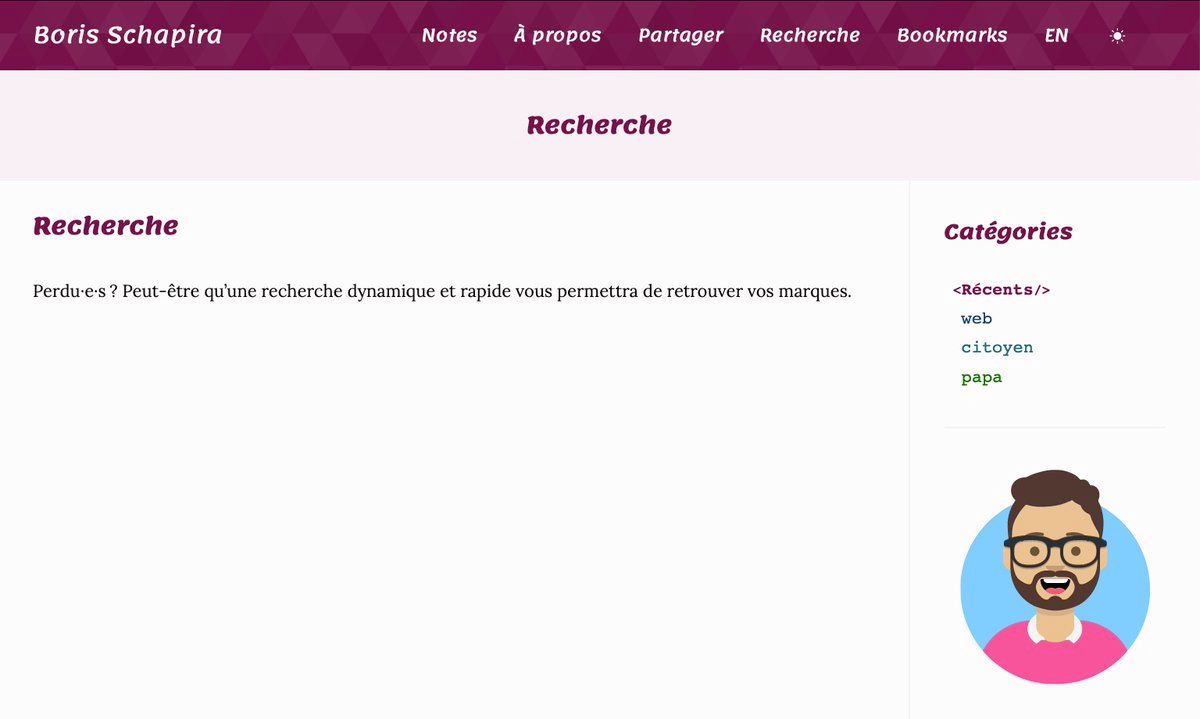 Boris Schapira
Notes À propos Partager Recherche Bookmarks EN
Recherche
Recherche
Perdu·e·s ? Peut-être qu’une recherche dynamique et rapide vous permettra de retrouver vos marques.
Catégories
<Récents/>
web
citoyen
papa